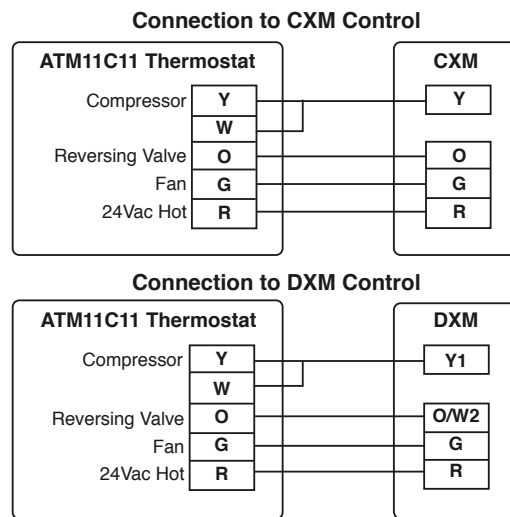 Connection to CXM Control
ATM11C11 Thermostat CXM
Compressor Y Y
W
Reversing Valve O O
Fan G G
24Vac Hot R R
Connection to DXM Control
ATM11C11 Thermostat DXM
Compressor Y Y1
W
Reversing Valve O O/W2
Fan G G
24Vac Hot R R